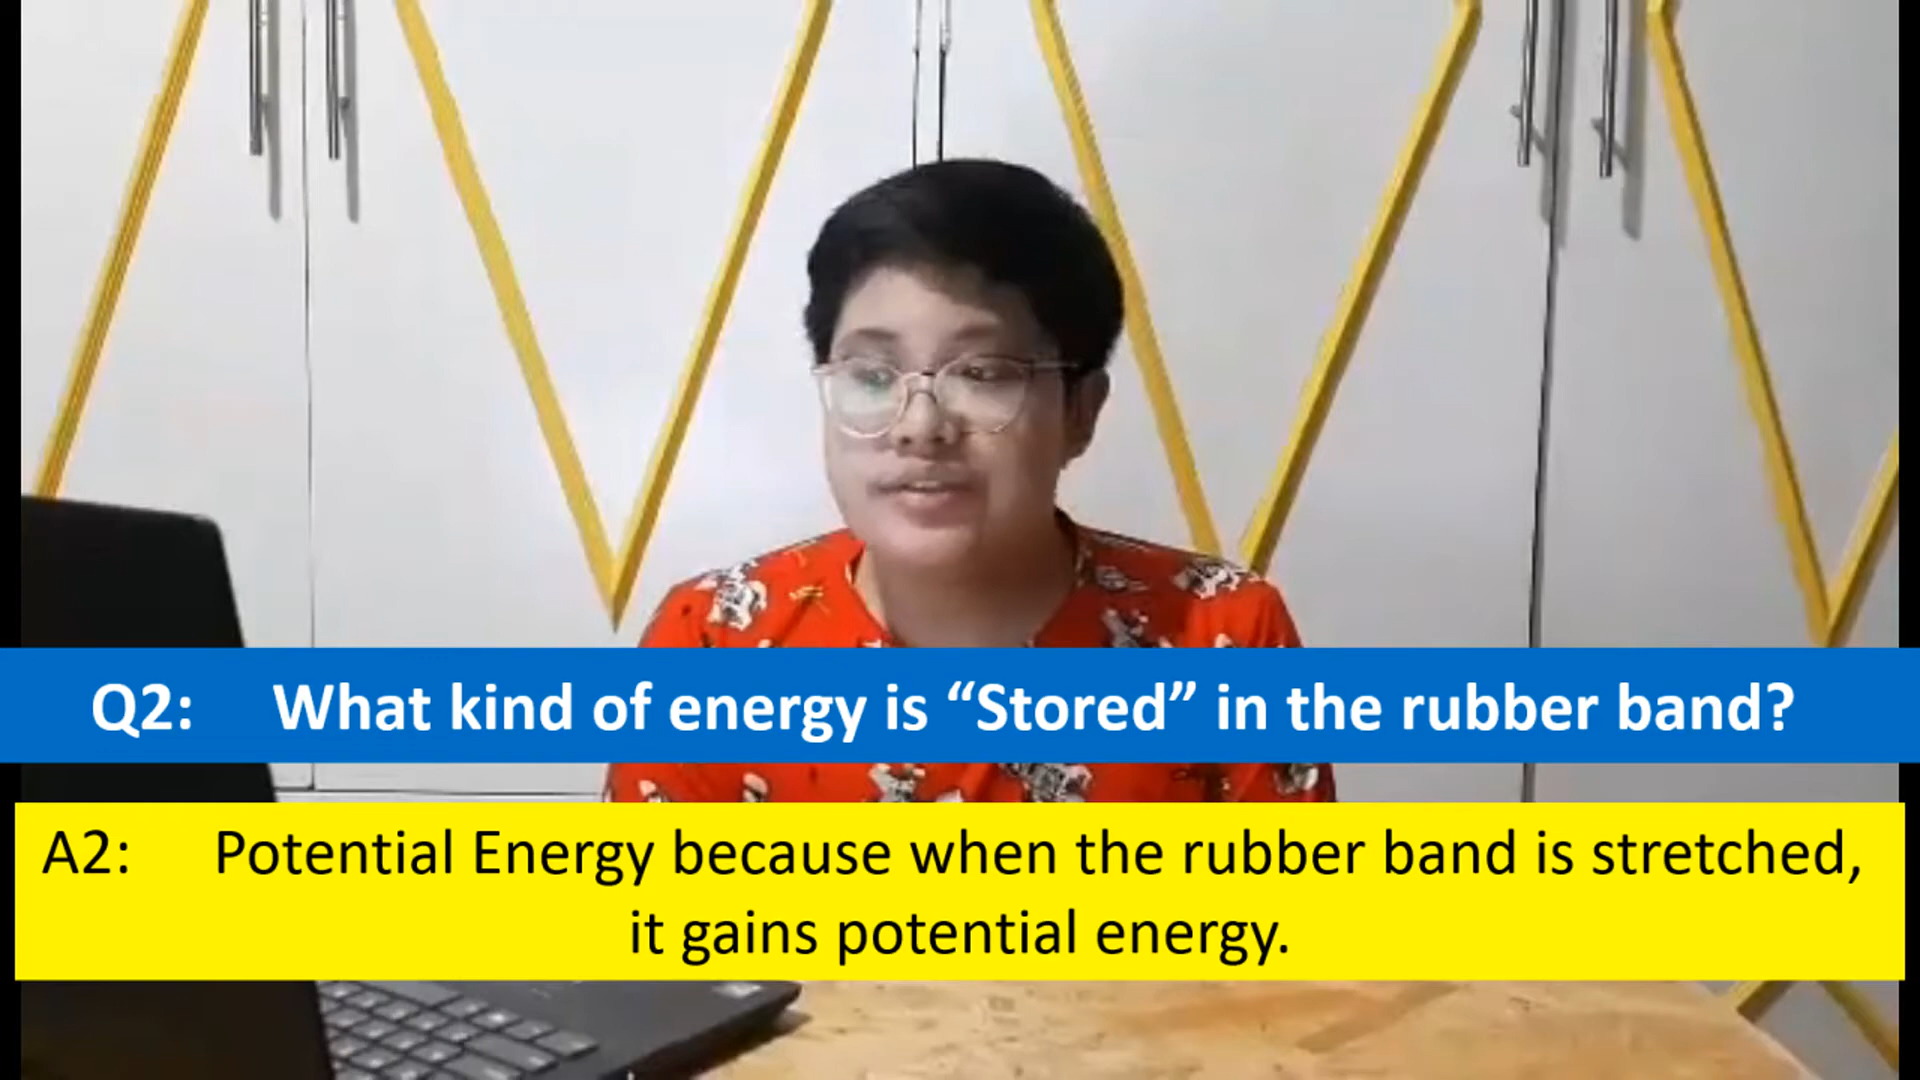 Q2: What kind of energy is “Stored” in the rubber band?
A2: Potential Energy because when the rubber band is stretched,
it gains potential energy.